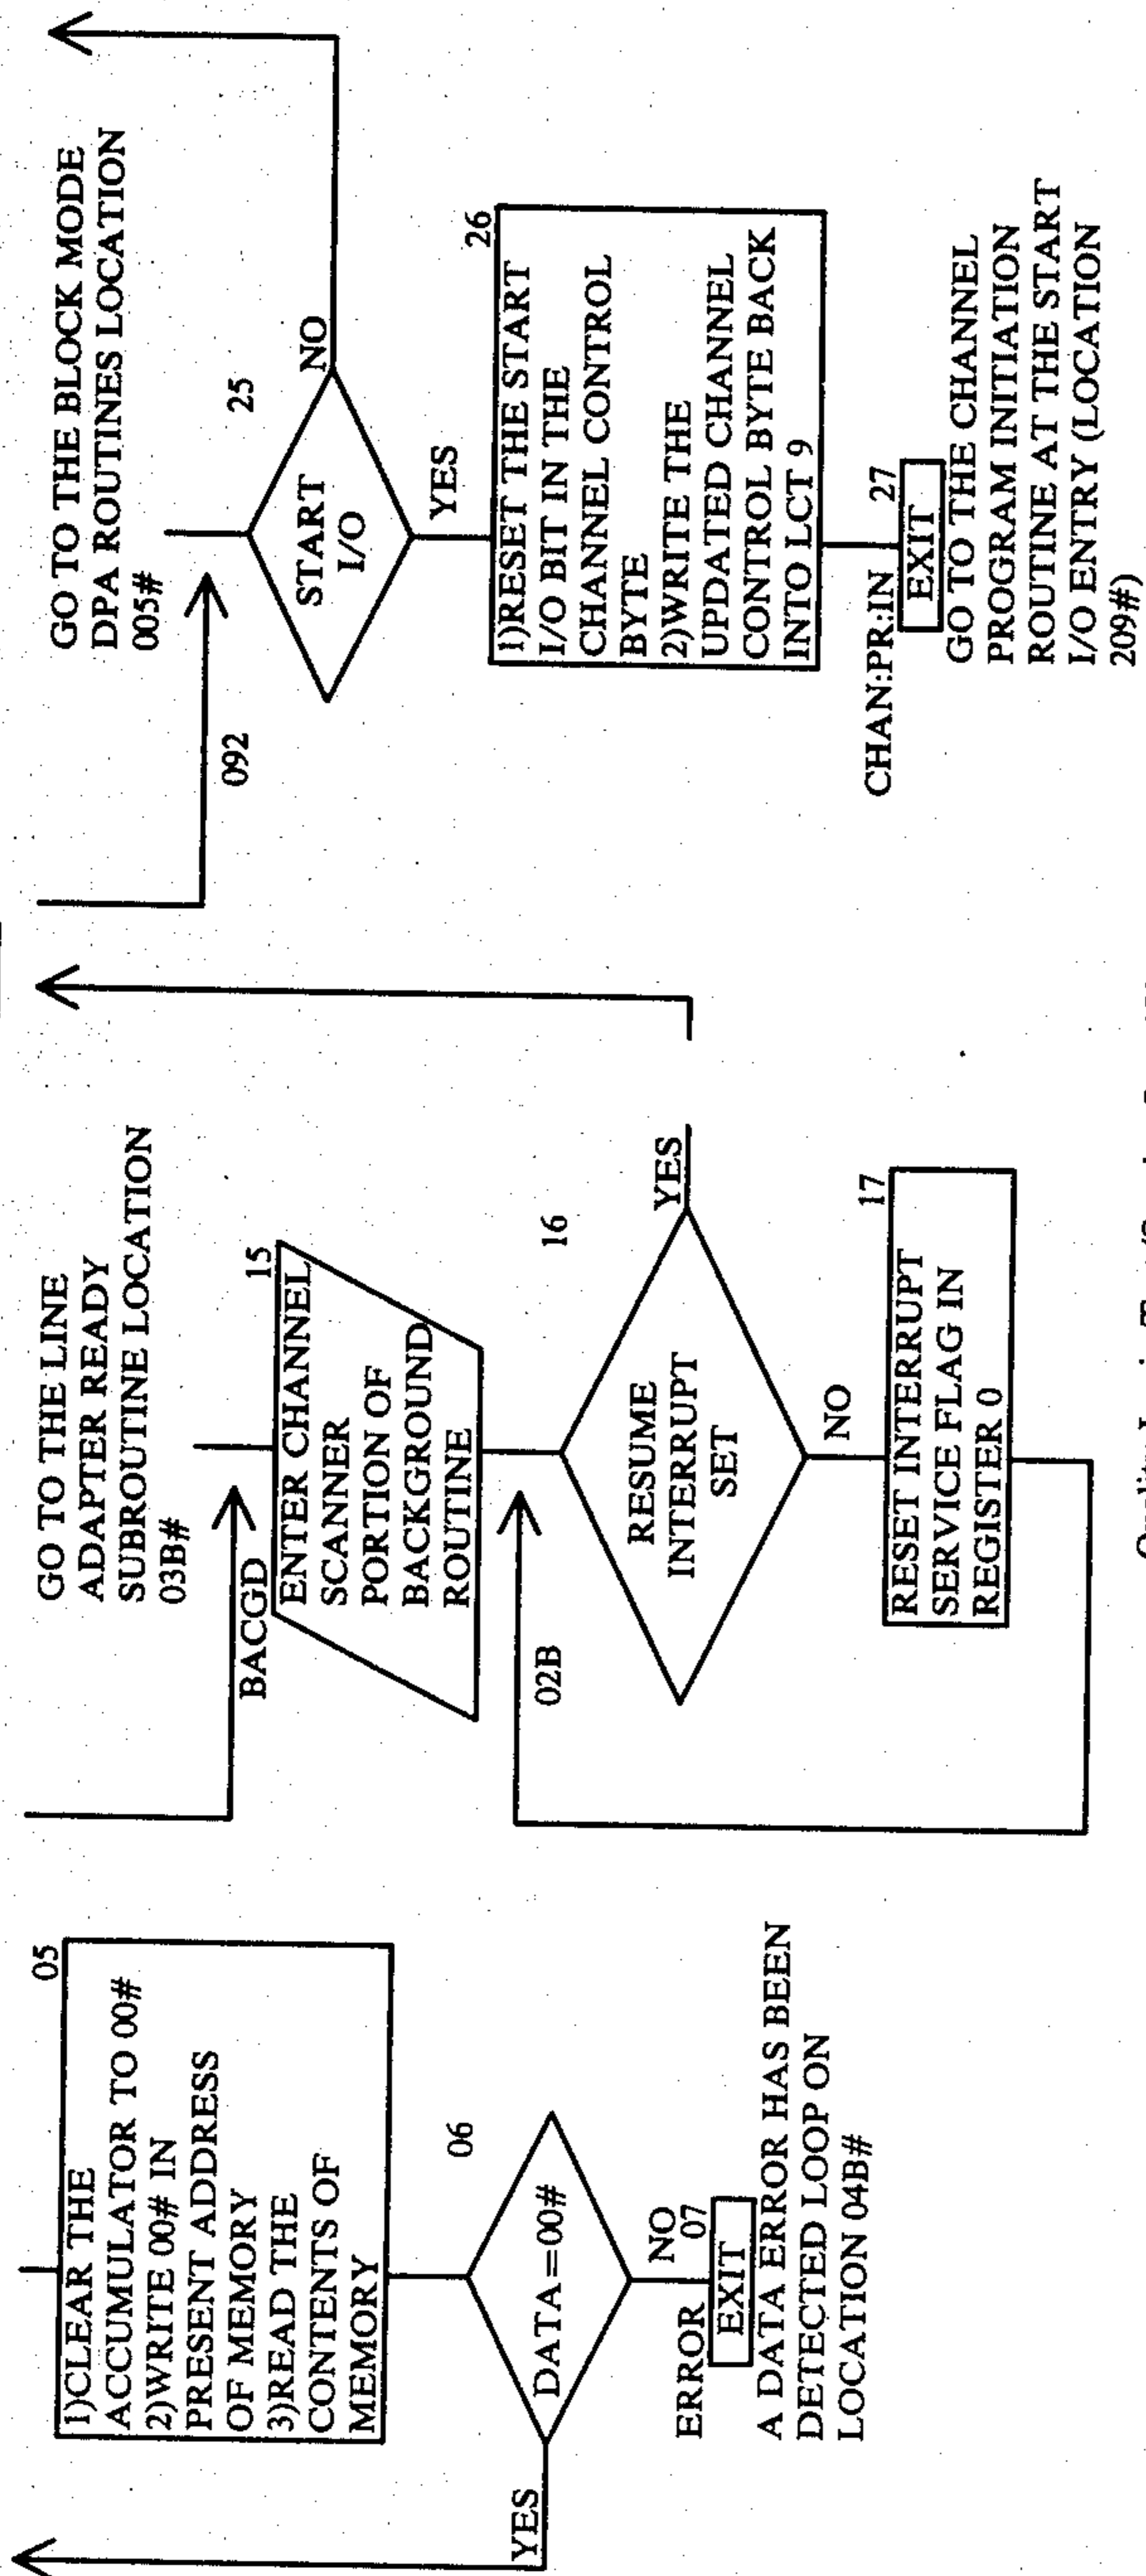 05
1)CLEAR THE
ACCUMULATOR TO 00#
2)WRITE 00# IN
PRESENT ADDRESS
OF MEMORY
3)READ THE
CONTENTS OF
MEMORY
06
DATA=00#
YES
NO
ERROR
07
EXIT
A DATA ERROR HAS BEEN
DETECTED LOOP ON
LOCATION 04B#
GO TO THE LINE
ADAPTER READY
SUBROUTINE LOCATION
03B#
BACGD
15
ENTER CHANNEL
SCANNER
PORTION OF
BACKGROUND
ROUTINE
02B
16
RESUME
INTERRUPT
SET
YES
NO
17
RESET INTERRUPT
SERVICE FLAG IN
REGISTER 0
GO TO THE BLOCK MODE
DPA ROUTINES LOCATION
005#
092
25
START
I/O
NO
YES
26
1)RESET THE START
I/O BIT IN THE
CHANNEL CONTROL
BYTE
2)WRITE THE
UPDATED CHANNEL
CONTROL BYTE BACK
INTO LCT 9
CHAN:PR:IN
27
EXIT
GO TO THE CHANNEL
PROGRAM INITIATION
ROUTINE AT THE START
I/O ENTRY (LOCATION
209#)